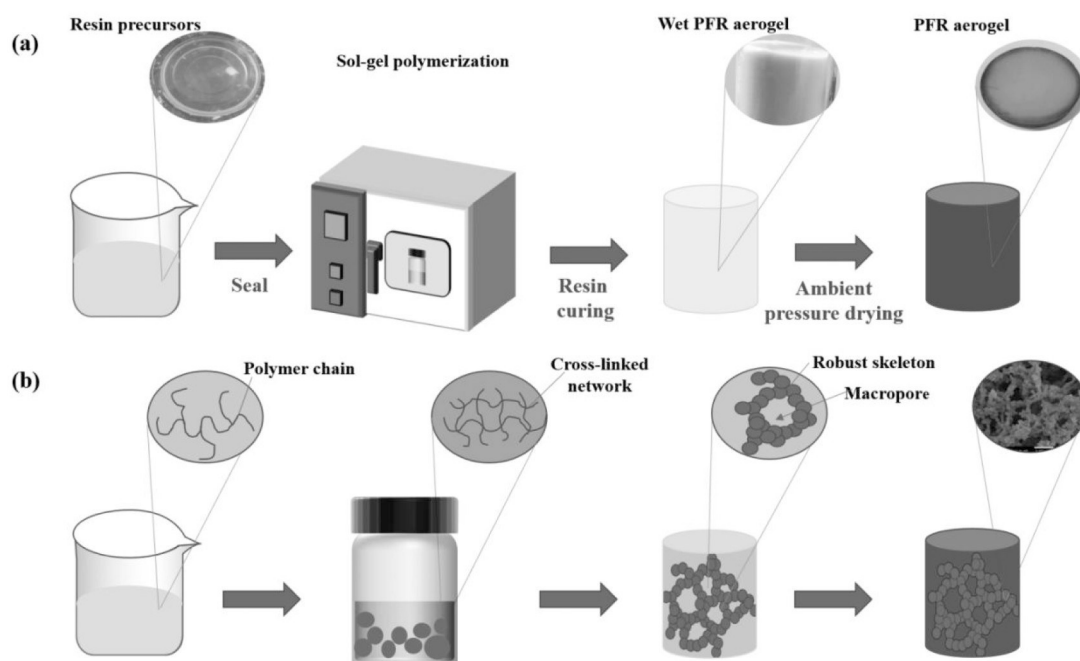 Resin precursors
Wet PFR aerogel
PFR aerogel
(a)
Sol-gel polymerization
Seal
Resin
curing
Ambient
pressure drying
(b)
Polymer chain
Cross-linked
network
Robust skeleton
Macropore